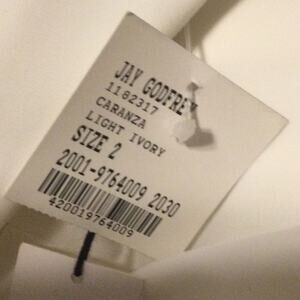 JAY GODFREY
1182317
CARANZA
LIGHT IVORY
SIZE 2
2001-9764009 2030
420019764009